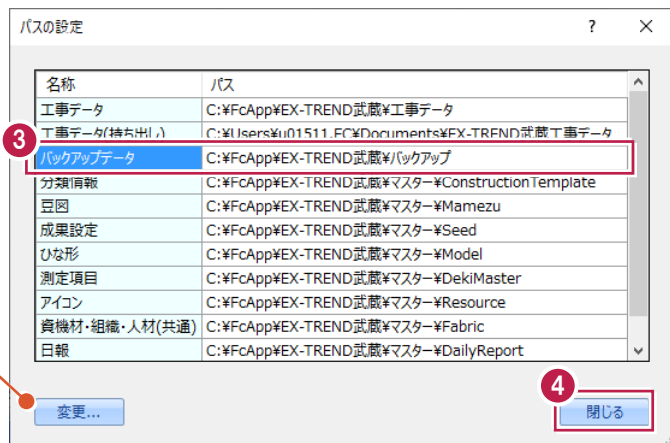 パスの設定 ? ×
名称 パス
工事データ C:¥FcApp¥EX-TREND武蔵¥工事データ
工事データ(持ち出し) C:¥Users¥u01511.FC¥Documents¥EX-TREND武蔵工事データ
3
バックアップデータ C:¥FcApp¥EX-TREND武蔵¥バックアップ
分類情報 C:¥FcApp¥EX-TREND武蔵¥マスター¥ConstructionTemplate
豆図 C:¥FcApp¥EX-TREND武蔵¥マスター¥Mamezu
成果設定 C:¥FcApp¥EX-TREND武蔵¥マスター¥Seed
ひな形 C:¥FcApp¥EX-TREND武蔵¥マスター¥Model
測定項目 C:¥FcApp¥EX-TREND武蔵¥マスター¥DekiMaster
アイコン C:¥FcApp¥EX-TREND武蔵¥マスター¥Resource
資機材・組織・人材(共通) C:¥FcApp¥EX-TREND武蔵¥マスター¥Fabric
日報 C:¥FcApp¥EX-TREND武蔵¥マスター¥DailyReport
4
変更... 閉じる